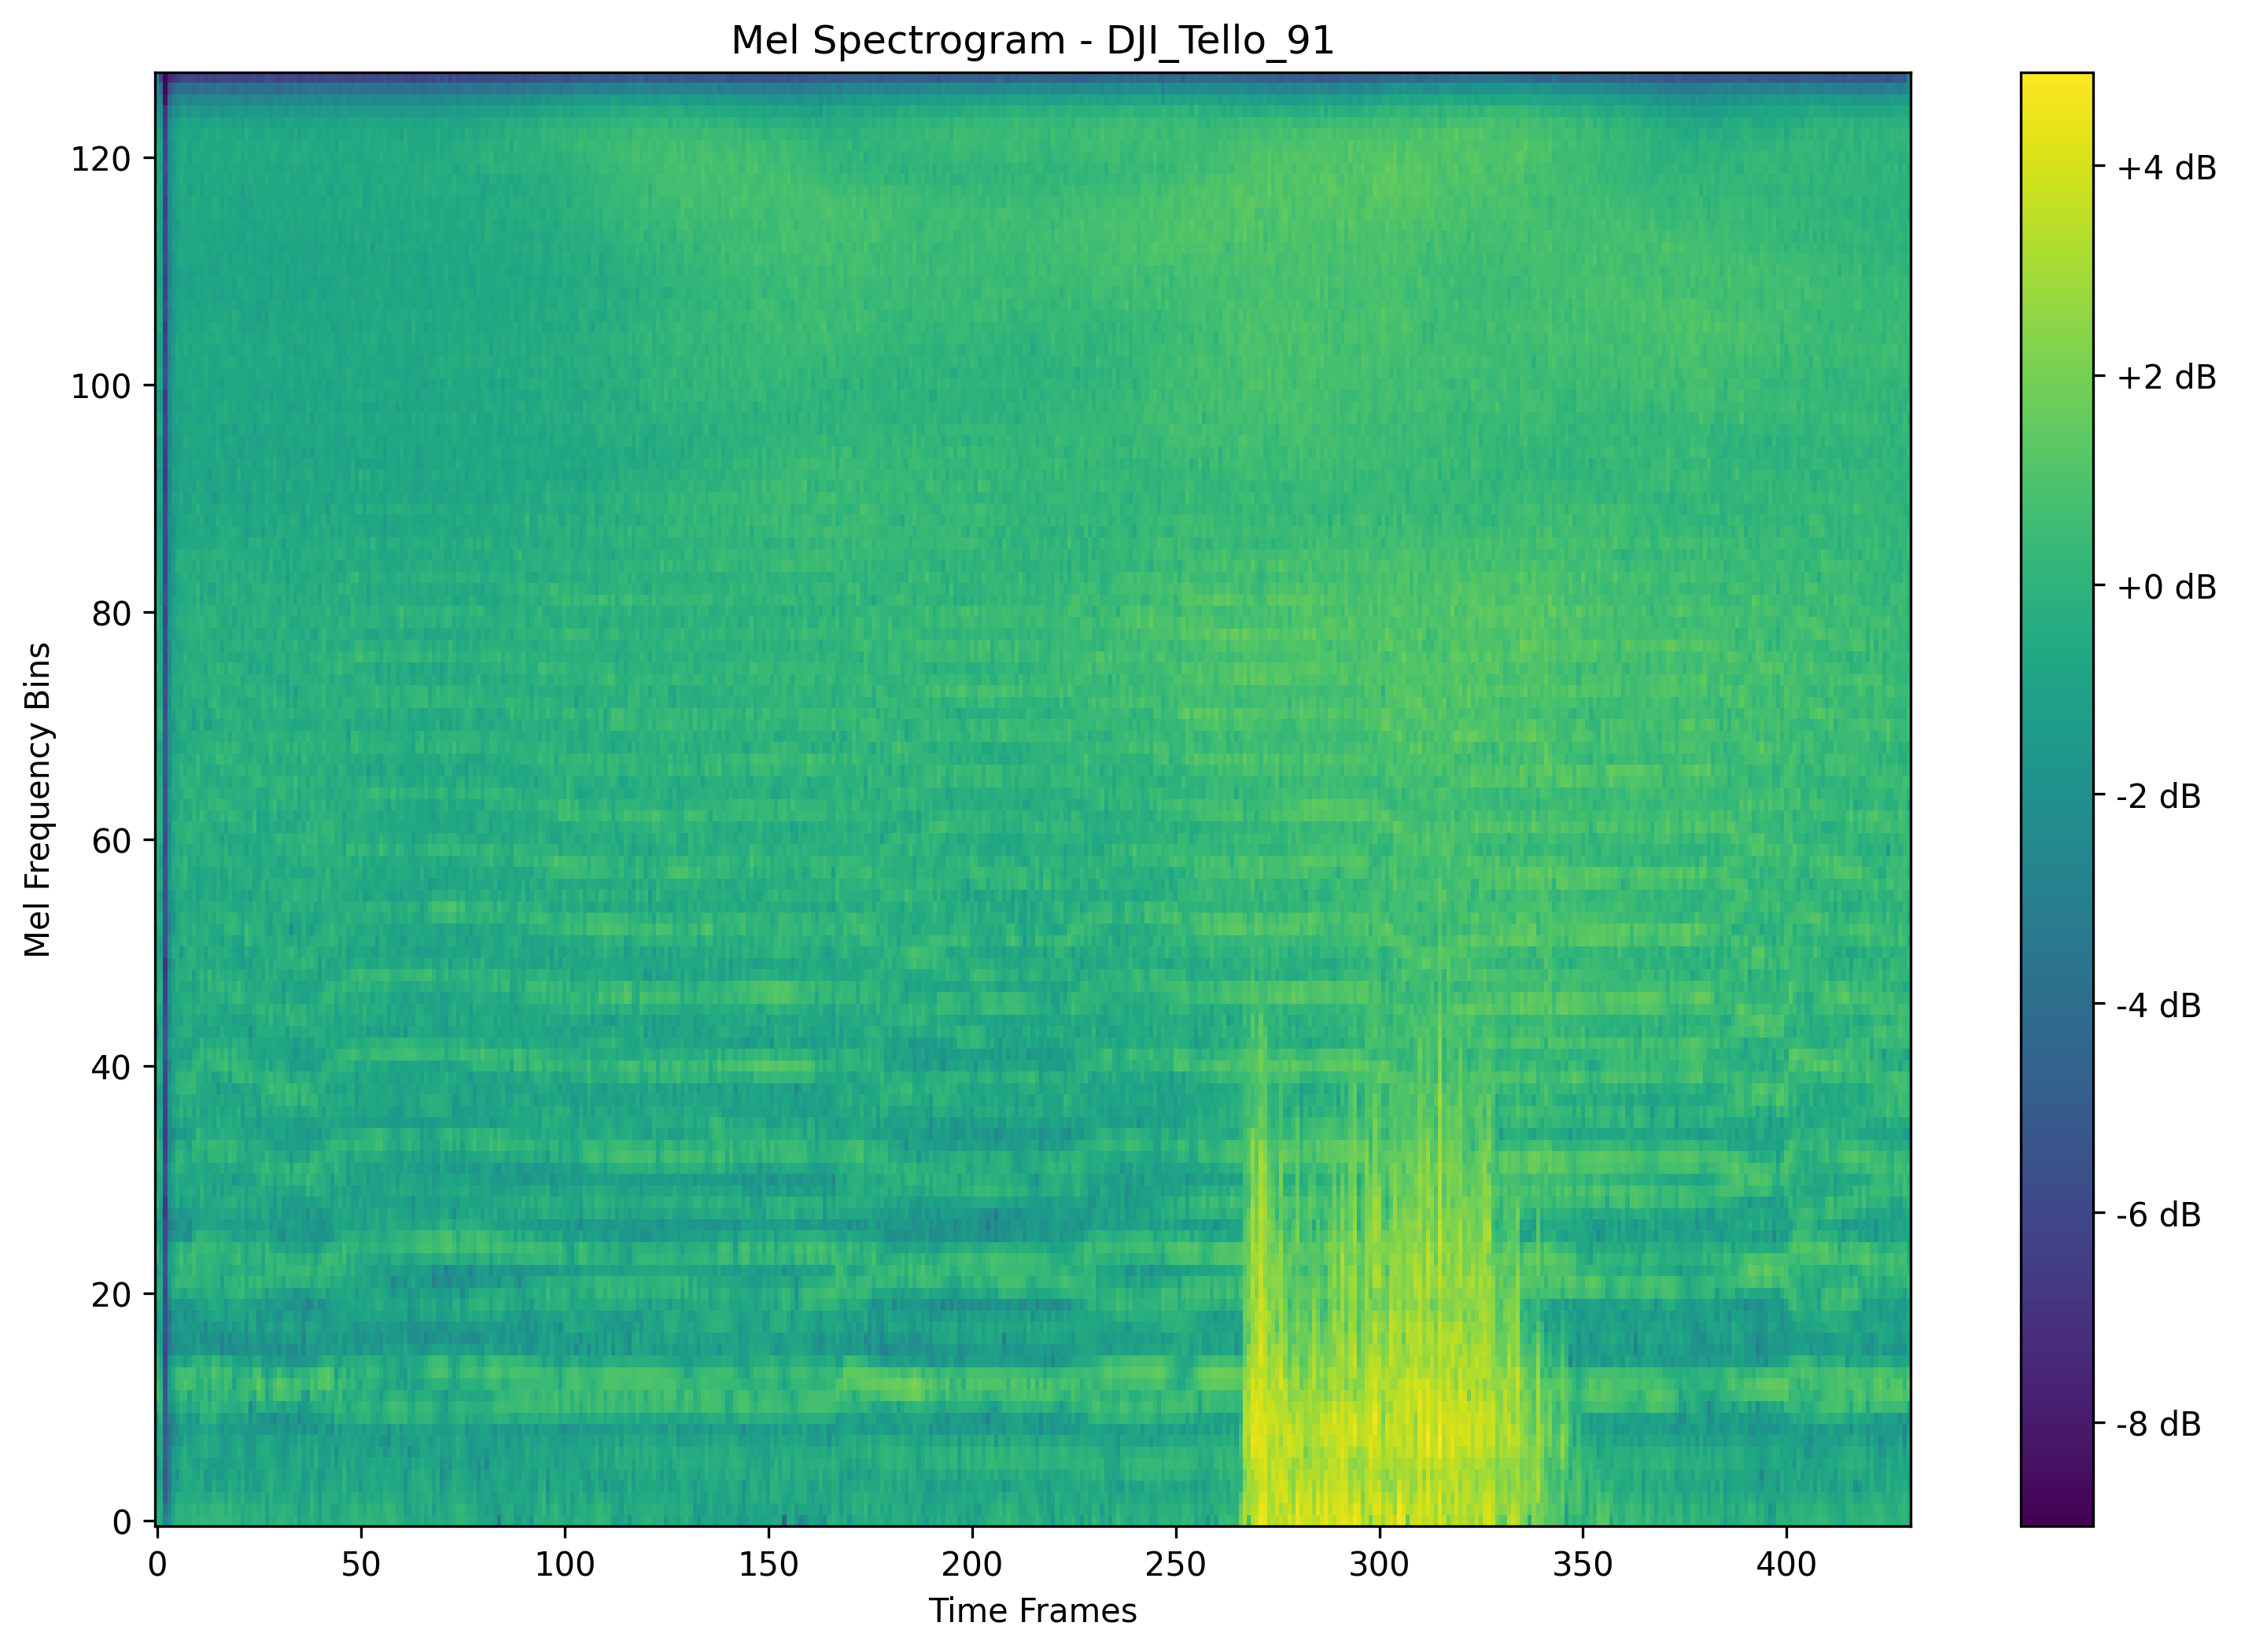 Mel Spectrogram - DJI_Tello_91
Mel Frequency Bins
120
100
80
60
40
20
0
0 50 100 150 200 250 300 350 400
Time Frames
+4 dB
+2 dB
+0 dB
-2 dB
-4 dB
-6 dB
-8 dB